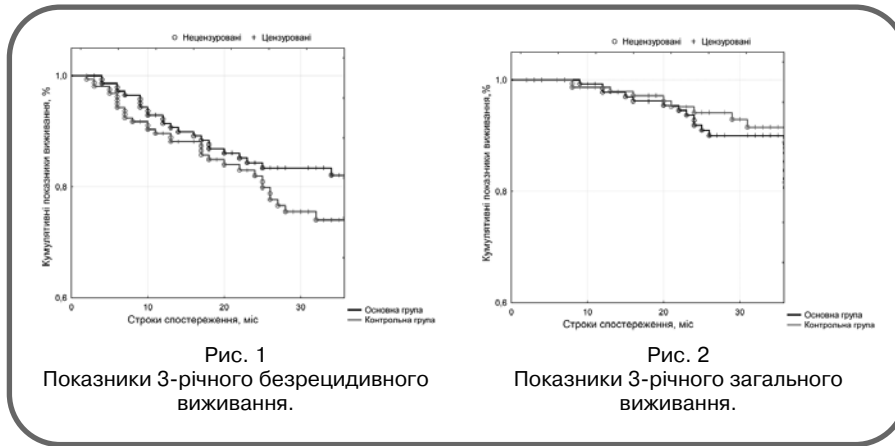 ○ Нецензуровані + Цензуровані
Кумулятивні показники виживання, %
1,0
0,8
0,6
0
10
20
30
Строки спостереження, міс
Основна група
Контрольна група
Рис. 1
Показники 3-річного безрецидивного
виживання.
○ Нецензуровані + Цензуровані
Кумулятивні показники виживання,%
1,0
0,8
0,6
0
10
20
30
Строки спостереження, міс
Основна група
Контрольна група
Рис. 2
Показники 3-річного загального
виживання.